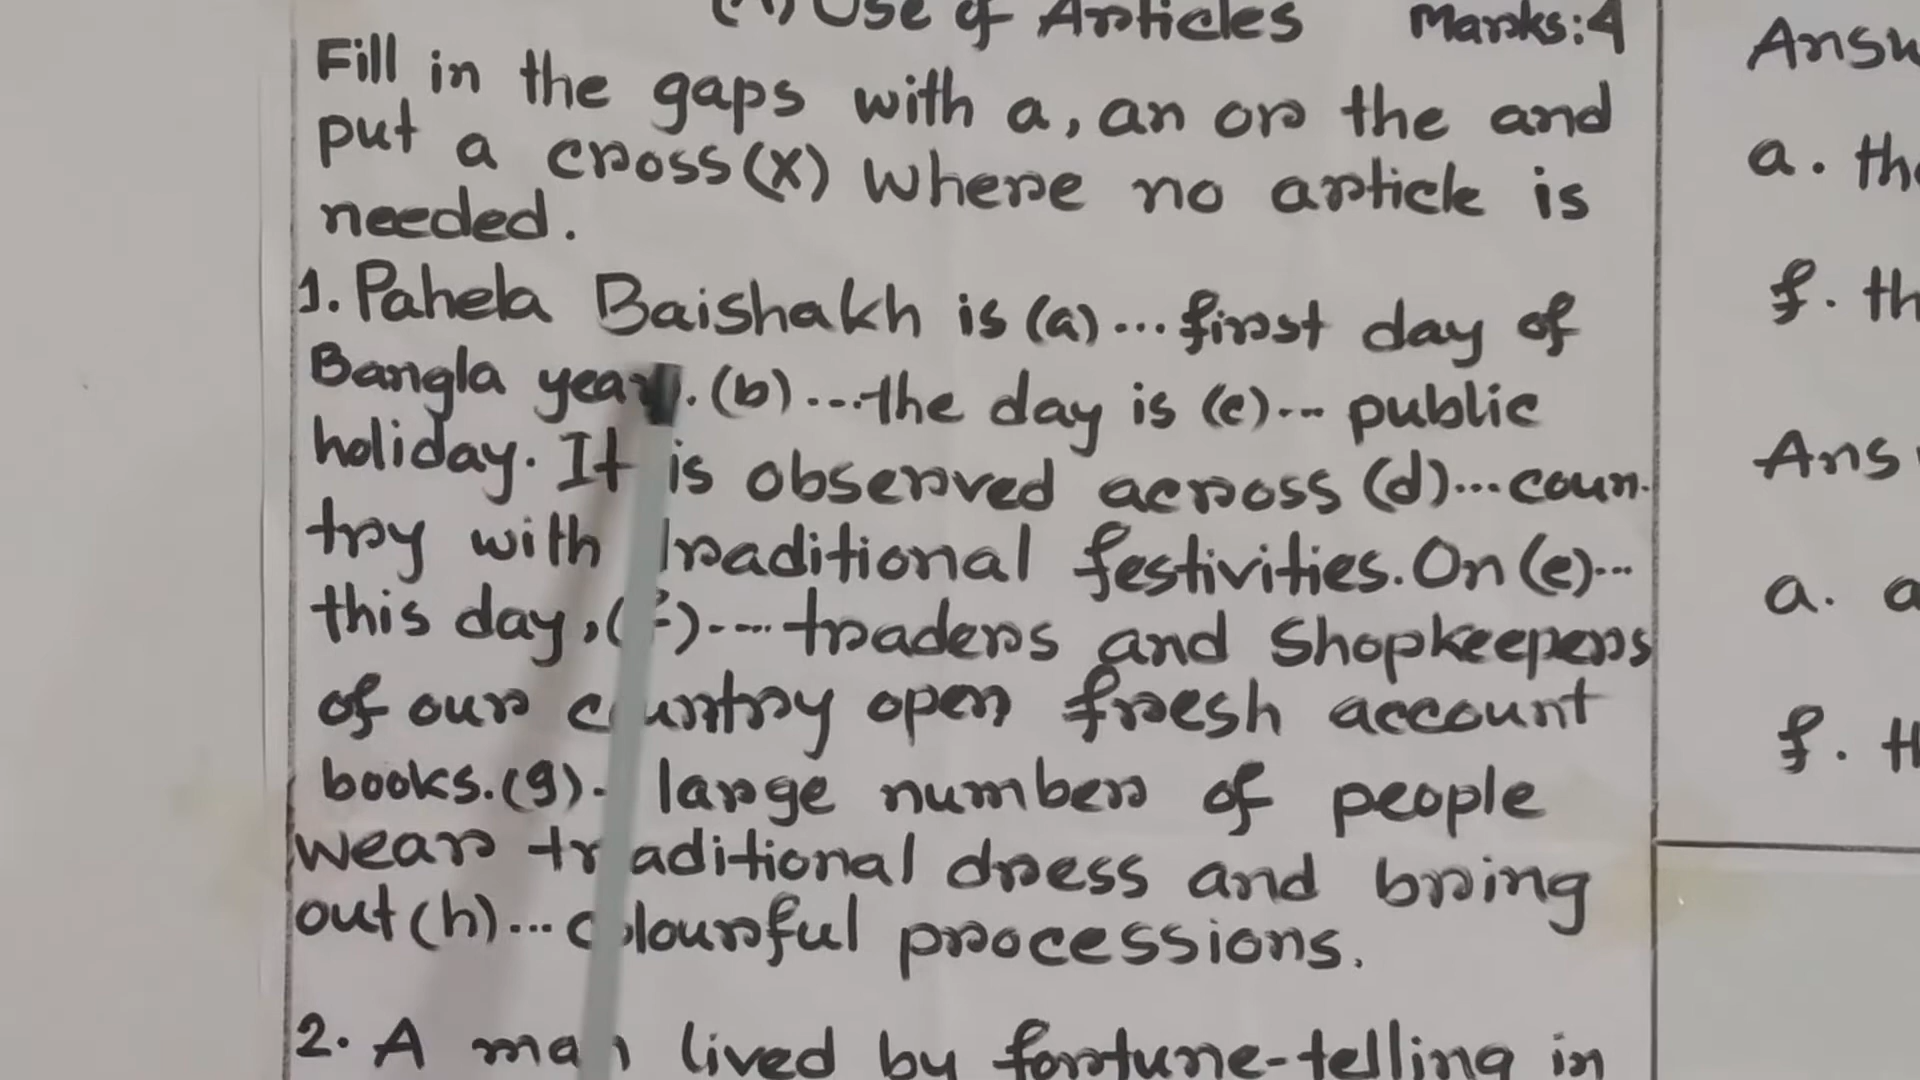 (A) Use of Articles Marks:4
Fill in the gaps with a, an or the and
put a cross(X) where no article is
needed.
1. Pahela Baishakh is (a)... first day of
Bangla year. (b)...the day is (c)... public
holiday. It is observed across (d)...coun-
try with traditional festivities. On (e)...
this day, (f)....traders and shopkeepers
of our country open fresh account
books. (g). large number of people
wear traditional dress and bring
out (h)... colourful processions.
2. A man lived by fortune-telling in
a. th
f. th
Ans
a. a
f.